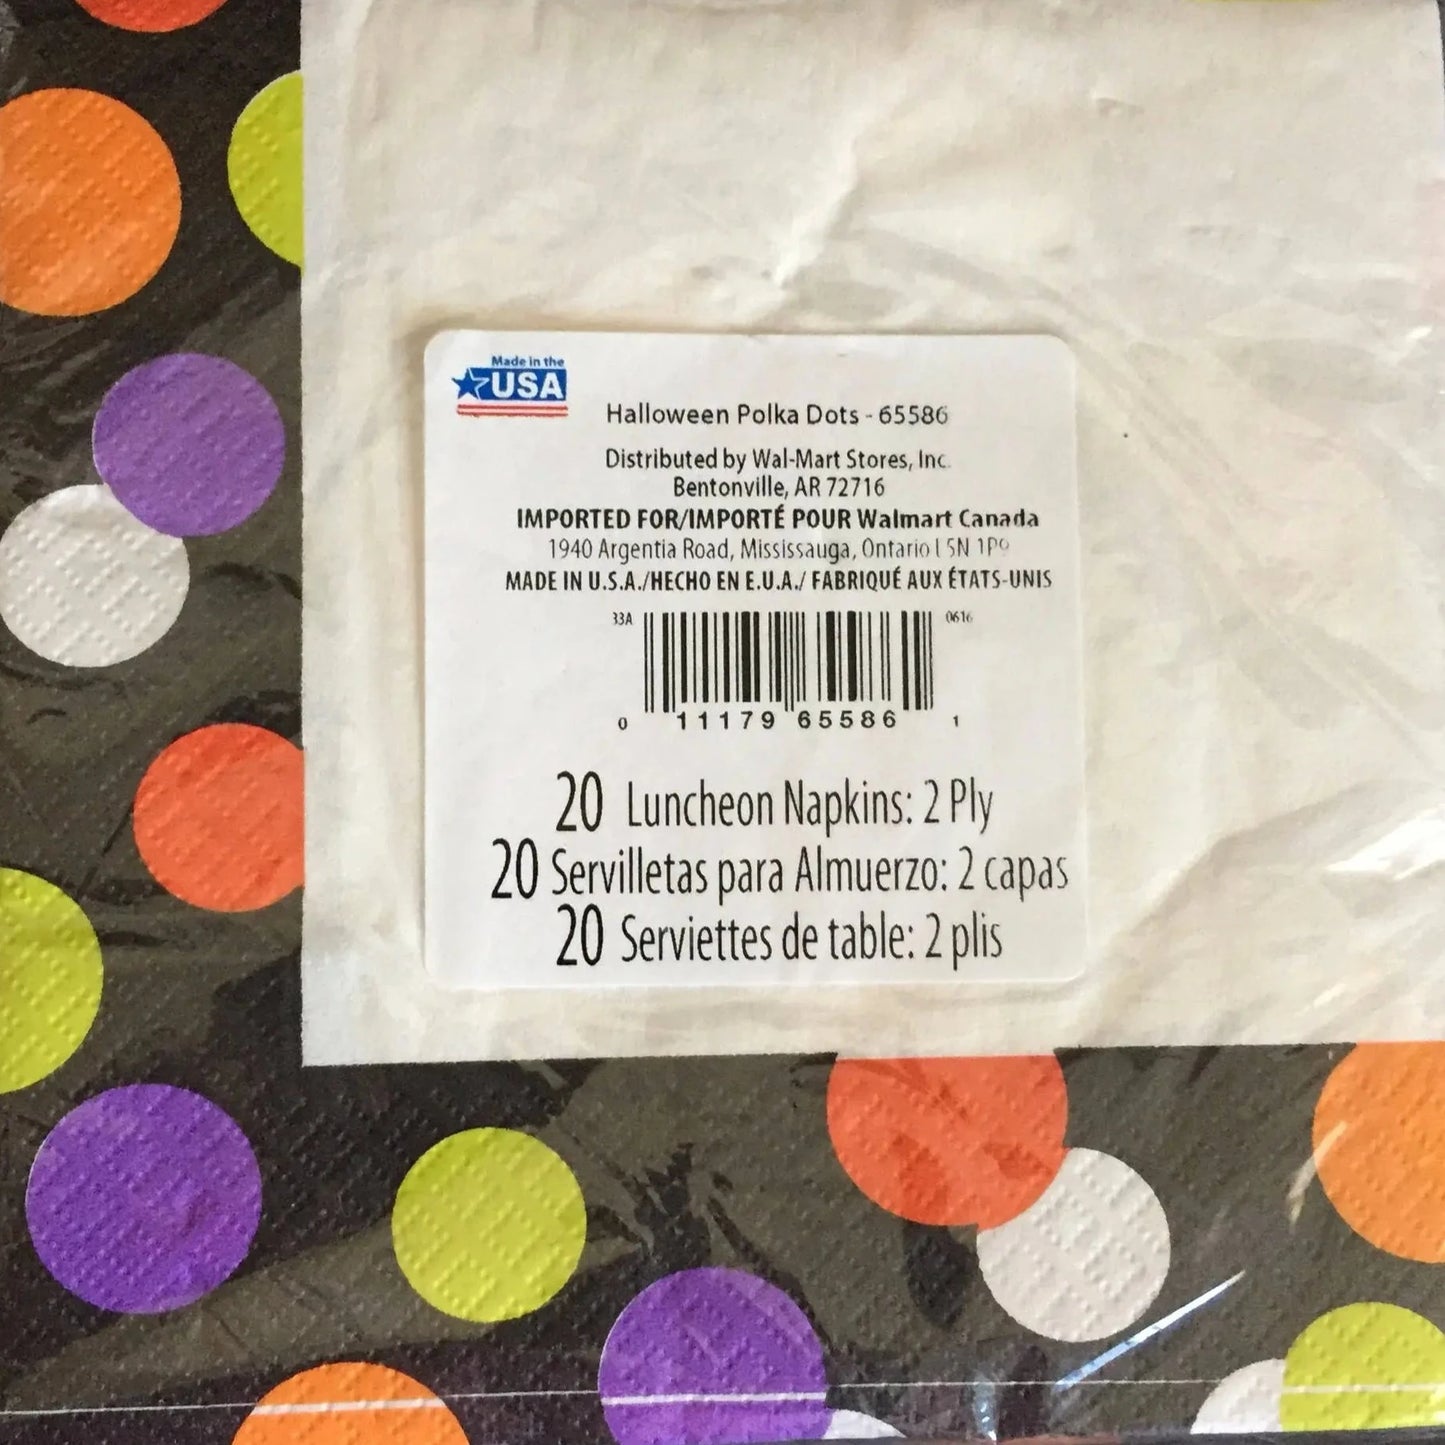 Made in the
USA
Halloween Polka Dots - 65586
Distributed by Wal-Mart Stores, Inc.
Bentonville, AR 72716
IMPORTED FOR/IMPORTÉ POUR Walmart Canada
1940 Argentia Road, Mississauga, Ontario L5N 1P9
MADE IN U.S.A./HECHO EN E.U.A./ FABRIQUÉ AUX ÉTATS-UNIS
33A 0616
0 11179 65586 1
20 Luncheon Napkins: 2 Ply
20 Servilletas para Almuerzo: 2 capas
20 Serviettes de table: 2 plis